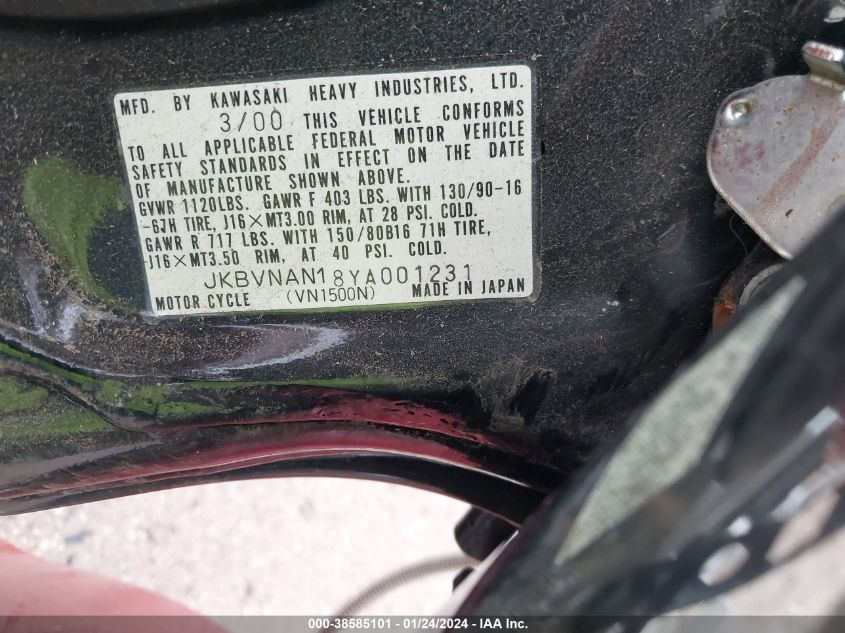 MFD. BY KAWASAKI HEAVY INDUSTRIES, LTD.
3/00 THIS VEHICLE CONFORMS
TO ALL APPLICABLE FEDERAL MOTOR VEHICLE
SAFETY STANDARDS IN EFFECT ON THE DATE
OF MANUFACTURE SHOWN ABOVE.
GVWR 1120LBS. GAWR F 403 LBS. WITH 130/90-16
-67H TIRE, J16×MT3.00 RIM, AT 28 PSI. COLD.
GAWR R 717 LBS. WITH 150/80B16 71H TIRE,
J16×MT3.50 RIM, AT 40 PSI. COLD.
JKBVNAN18YA001231
MOTOR CYCLE (VN1500N) MADE IN JAPAN
000-38585101 - 01/24/2024 - IAA Inc.